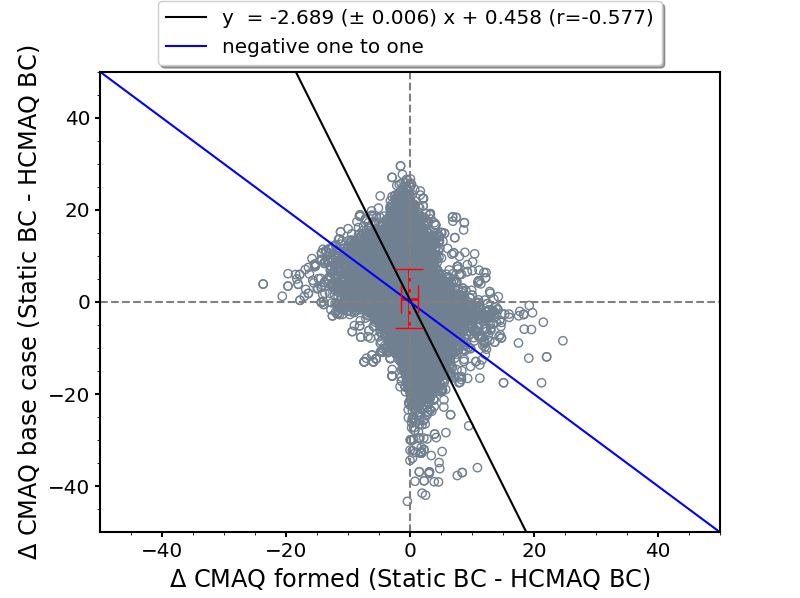 y  = -2.689 (± 0.006) x + 0.458 (r=-0.577)
negative one to one
Δ CMAQ base case (Static BC - HCMAQ BC)
40
20
0
−20
−40
−40 −20 0 20 40
Δ CMAQ formed (Static BC - HCMAQ BC)